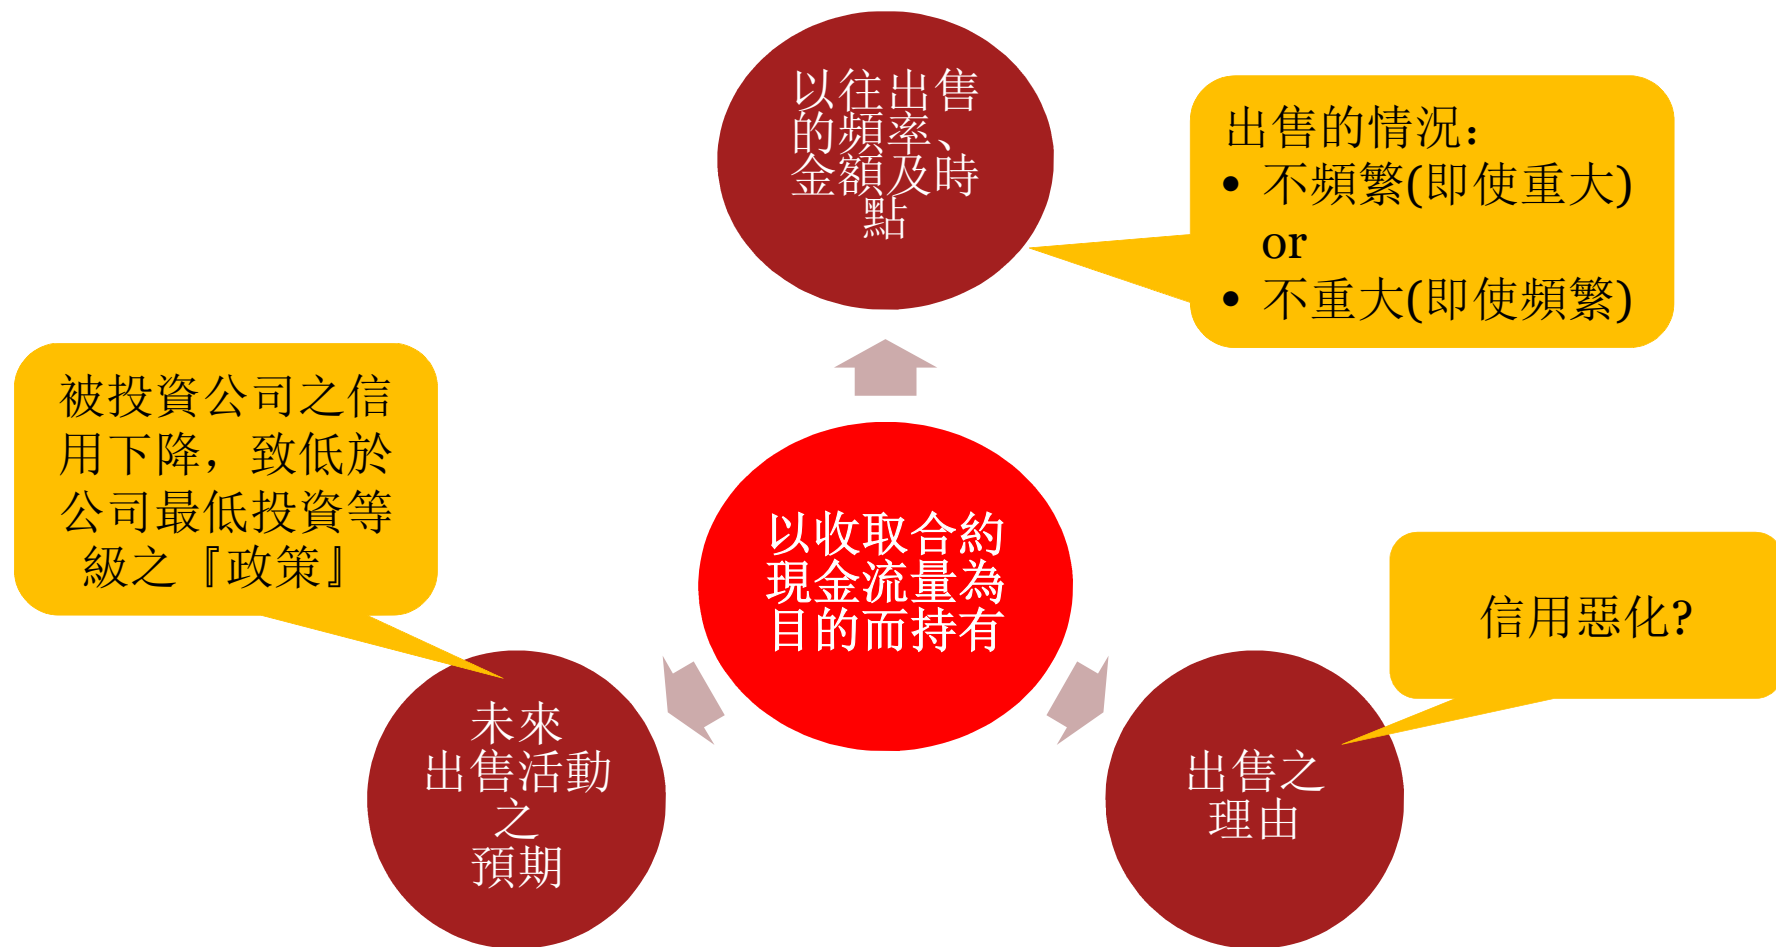 以往出售
的頻率、
金額及時
點
出售的情況：
• 不頻繁(即使重大)
or
• 不重大(即使頻繁)
被投資公司之信
用下降，致低於
公司最低投資等
級之『政策』
以收取合約
現金流量為
目的而持有
信用惡化?
未來
出售活動
之
預期
出售之
理由